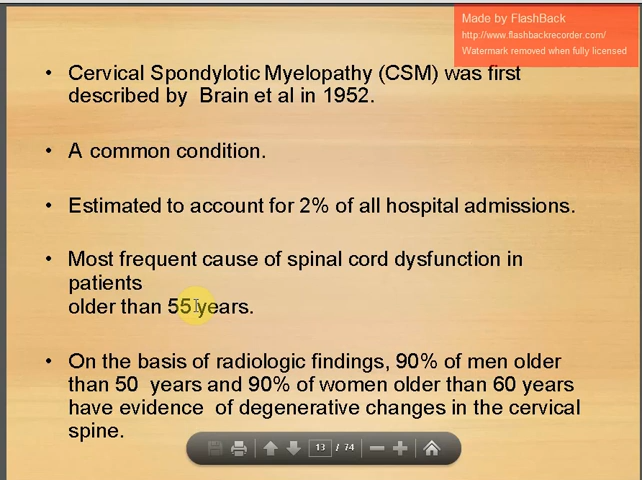 Made by FlashBack
http://www.flashbackrecorder.com/
Watermark removed when fully licensed
• Cervical Spondylotic Myelopathy (CSM) was first
described by Brain et al in 1952.
• A common condition.
• Estimated to account for 2% of all hospital admissions.
• Most frequent cause of spinal cord dysfunction in
patients
older than 55 years.
• On the basis of radiologic findings, 90% of men older
than 50 years and 90% of women older than 60 years
have evidence of degenerative changes in the cervical
spine.
13 / 74